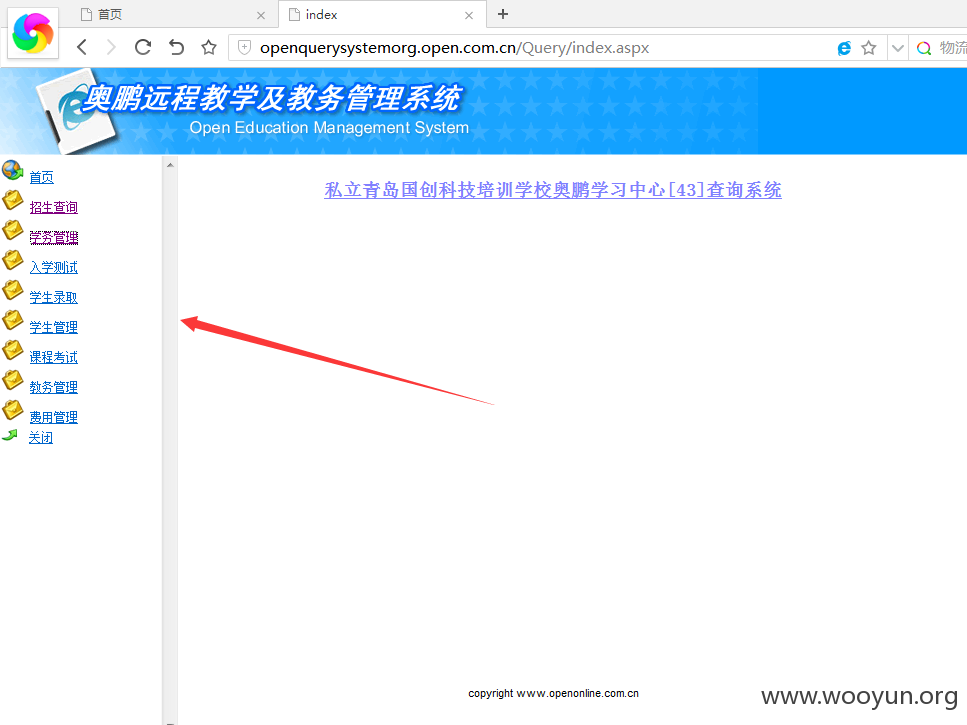 首页
index
openquerysystemorg.open.com.cn/Query/index.aspx
物流
奥鹏远程教学及教务管理系统
Open Education Management System
首页
招生查询
学务管理
入学测试
学生录取
学生管理
课程考试
教务管理
费用管理
关闭
私立青岛国创科技培训学校奥鹏学习中心[43]查询系统
copyright www.openonline.com.cn
www.wooyun.org